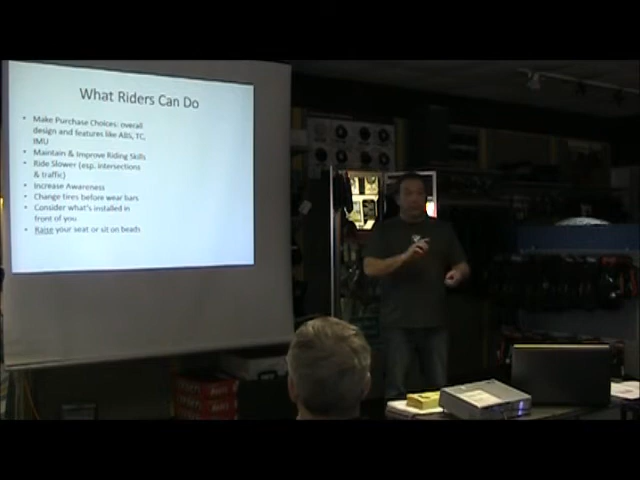 What Riders Can Do
• Make Purchase Choices: overall
design and features like ABS, TC,
IMU
• Maintain & Improve Riding Skills
• Ride Slower (esp. intersections
& traffic)
• Increase Awareness
• Change tires before wear bars
• Consider what's installed in
front of you
• Raise your seat or sit on beads